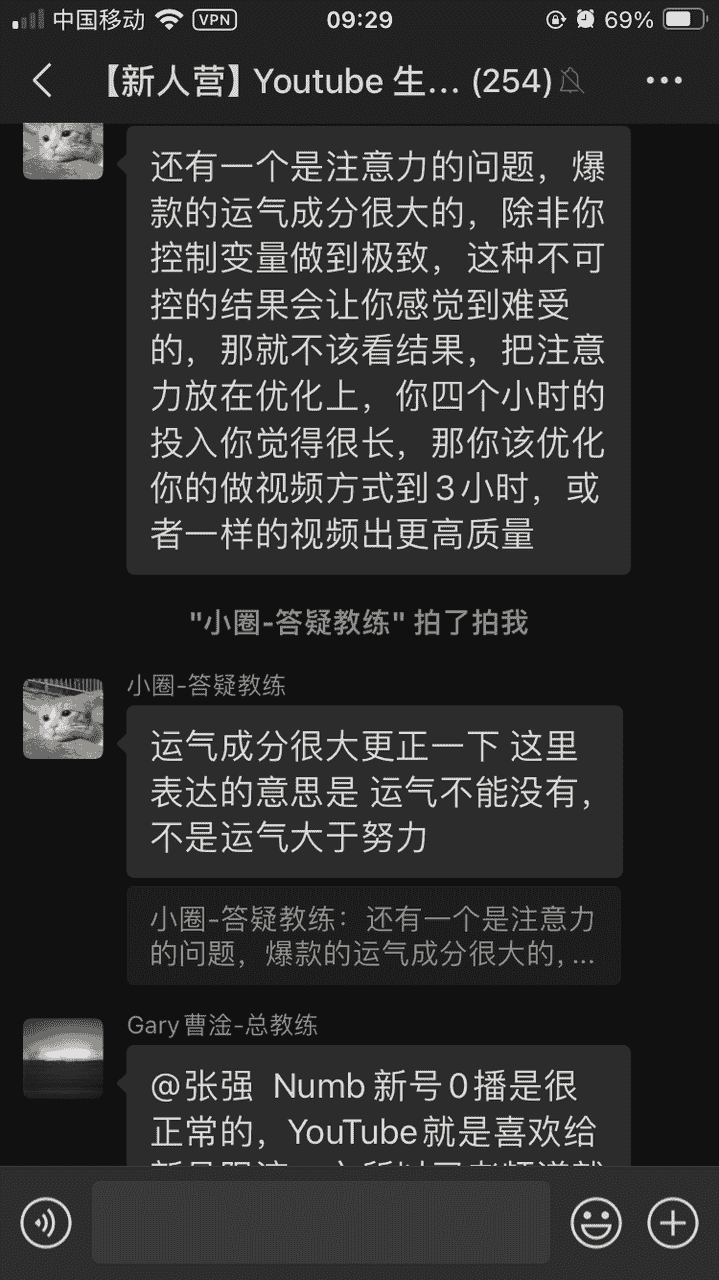 中国移动 VPN 09:29 69%
【新人营】Youtube 生... (254)
还有一个是注意力的问题，爆
款的运气成分很大的，除非你
控制变量做到极致，这种不可
控的结果会让你感觉到难受
的，那就不该看结果，把注意
力放在优化上，你四个小时的
投入你觉得很长，那你该优化
你的做视频方式到3小时，或
者一样的视频出更高质量
"小圈-答疑教练" 拍了拍我
小圈-答疑教练
运气成分很大更正一下 这里
表达的意思是 运气不能没有，
不是运气大于努力
小圈-答疑教练：还有一个是注意力
的问题，爆款的运气成分很大的，...
Gary曹淦-总教练
@张强 Numb 新号0播是很
正常的，YouTube就是喜欢给